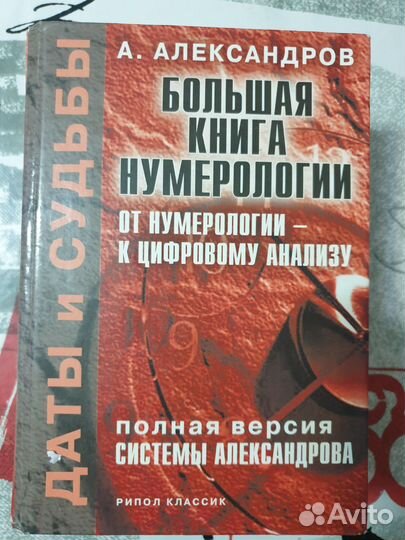 ДАТЫ и СУДЬБЫ
А. АЛЕКСАНДРОВ
БОЛЬШАЯ
КНИГА
НУМЕРОЛОГИИ
ОТ НУМЕРОЛОГИИ –
К ЦИФРОВОМУ АНАЛИЗУ
ПОЛНАЯ ВЕРСИЯ
СИСТЕМЫ АЛЕКСАНДРОВА
РИПОЛ КЛАССИК
Avito